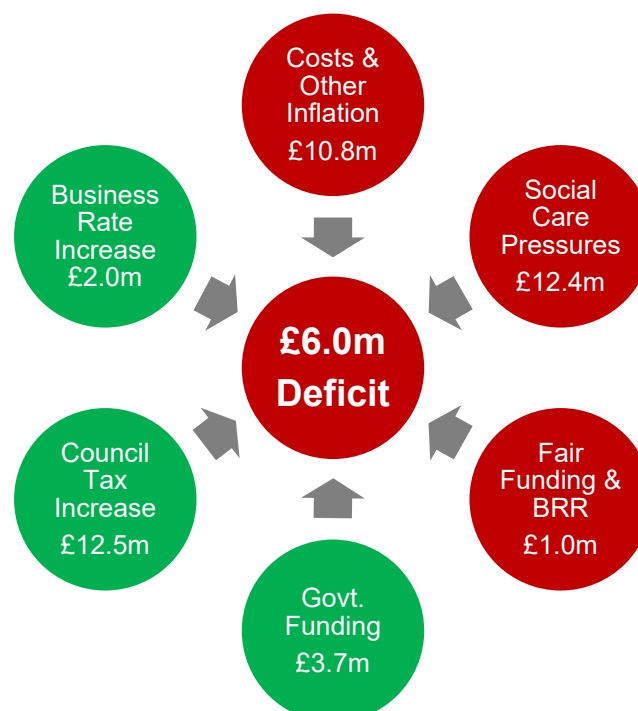 Costs &
Other
Inflation
£10.8m
Business
Rate
Increase
£2.0m
Social
Care
Pressures
£12.4m
£6.0m
Deficit
Council
Tax
Increase
£12.5m
Fair
Funding &
BRR
£1.0m
Govt.
Funding
£3.7m